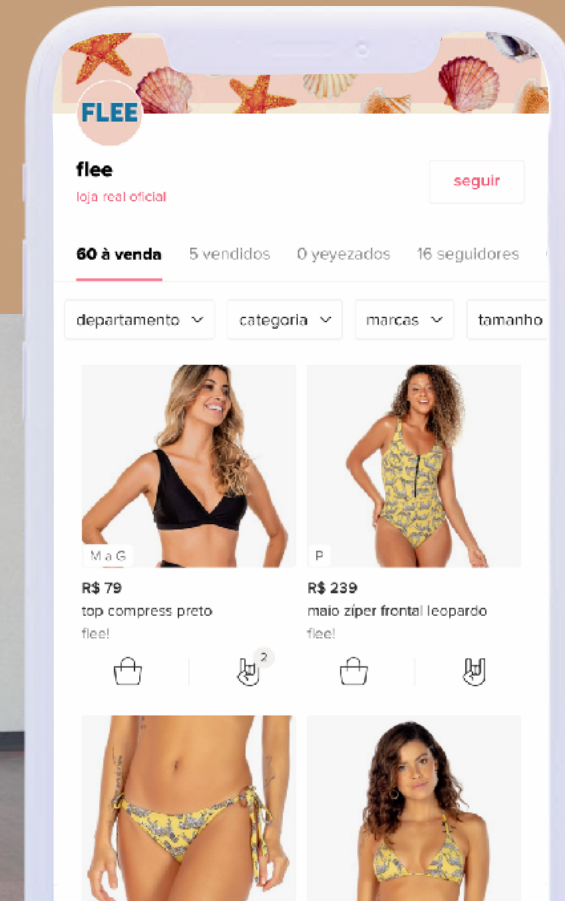 FLEE
flee
seguir
loja real oficial
60 à venda 5 vendidos 0 yeyezados 16 seguidores
departamento categoria marcas tamanho
M a G P
R$ 79 R$ 239
top compress preto maio zíper frontal leopardo
flee! flee!
2